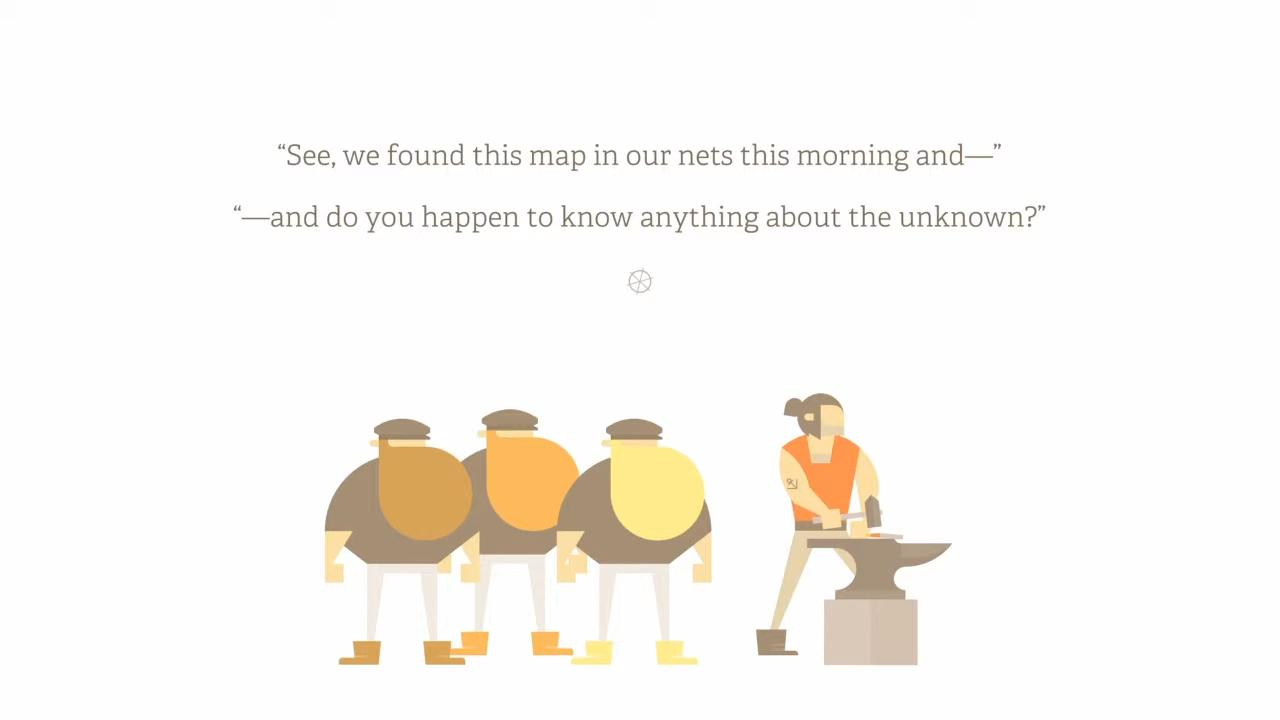 “See, we found this map in our nets this morning and—”
“—and do you happen to know anything about the unknown?”